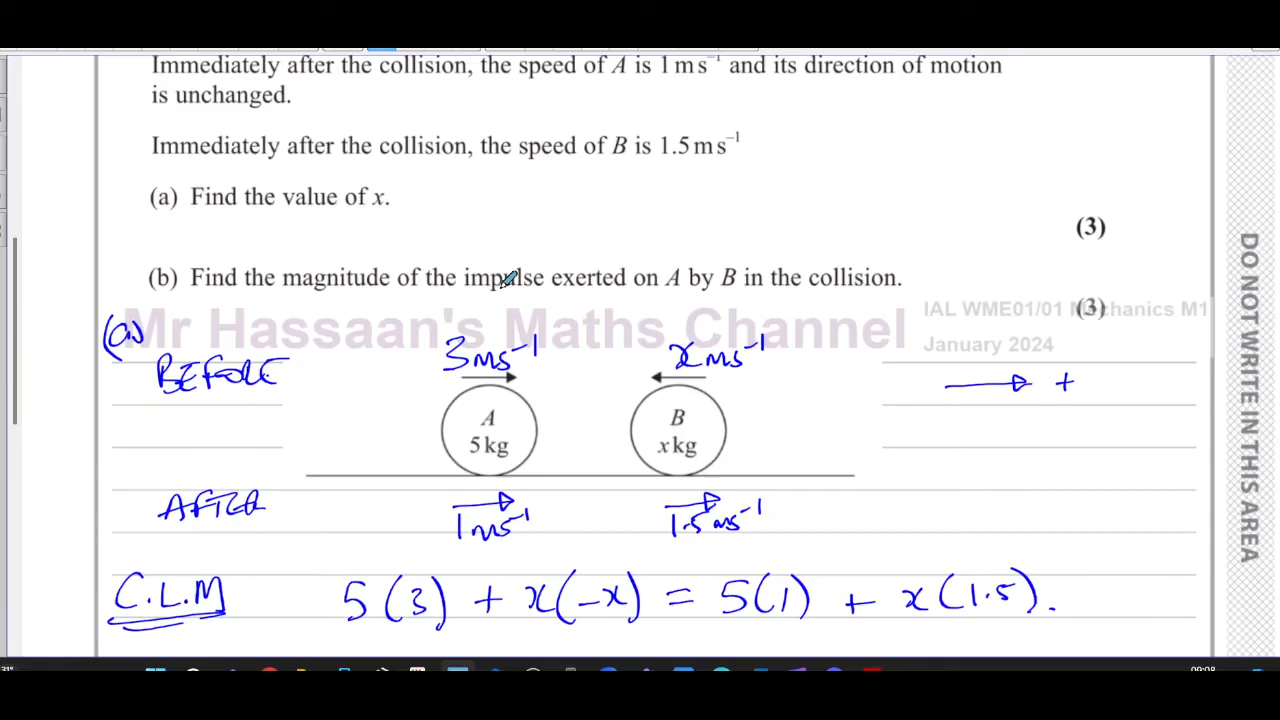 Immediately after the collision, the speed of A is 1 m s⁻¹ and its direction of motion
is unchanged.
Immediately after the collision, the speed of B is 1.5 m s⁻¹
(a) Find the value of x.
(3)
(b) Find the magnitude of the impulse exerted on A by B in the collision.
(3)
Mr Hassaan's Maths Channel
IAL WME01/01 Mechanics M1
January 2024
(a)
BEFORE
3ms⁻¹
xms⁻¹
+
A
5 kg
B
x kg
AFTER
1ms⁻¹
1.5ms⁻¹
C.L.M 5(3) + x(-x) = 5(1) + x(1.5).
DO NOT WRITE IN THIS AREA
31°
09:08